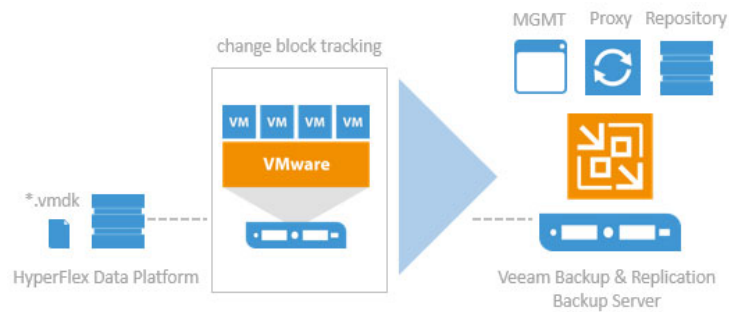 MGMT Proxy Repository
change block tracking
VM VM VM VM
VMware
*.vmdk
HyperFlex Data Platform
Veeam Backup & Replication
Backup Server